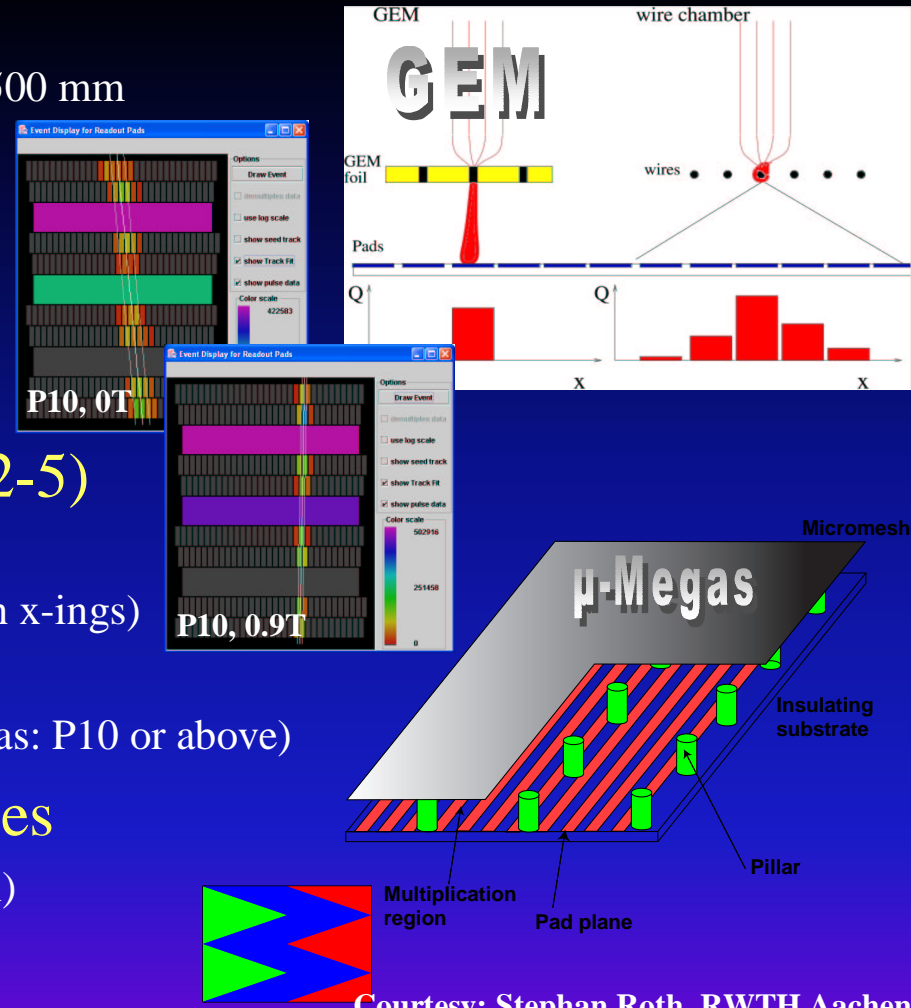 GEM
wire chamber
GEM
GEM
foil
wires
Pads
Q
Q
x
x
500 mm
Event Display for Readout Pads
Options
Draw Event
demultiplex data
use log scale
show seed track
show Track Fit
show pulse data
Color scale
422583
P10, 0T
Event Display for Readout Pads
Options
Draw Event
demultiplex data
use log scale
show seed track
show Track Fit
show pulse data
Color scale
502916
251458
0
P10, 0.9T
2-5)
x-ings)
as: P10 or above)
es
Micromesh
µ-Megas
Insulating
substrate
Pillar
Multiplication
region
Pad plane
Courtesy: Stephan Roth, RWTH Aachen